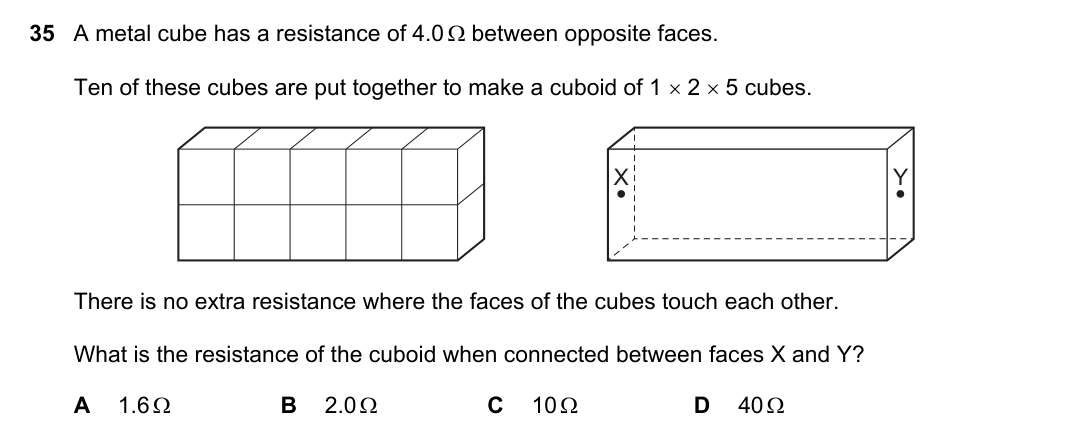 35 A metal cube has a resistance of 4.0 Ω between opposite faces.
Ten of these cubes are put together to make a cuboid of 1 × 2 × 5 cubes.
X Y
There is no extra resistance where the faces of the cubes touch each other.
What is the resistance of the cuboid when connected between faces X and Y?
A 1.6 Ω B 2.0 Ω C 10 Ω D 40 Ω